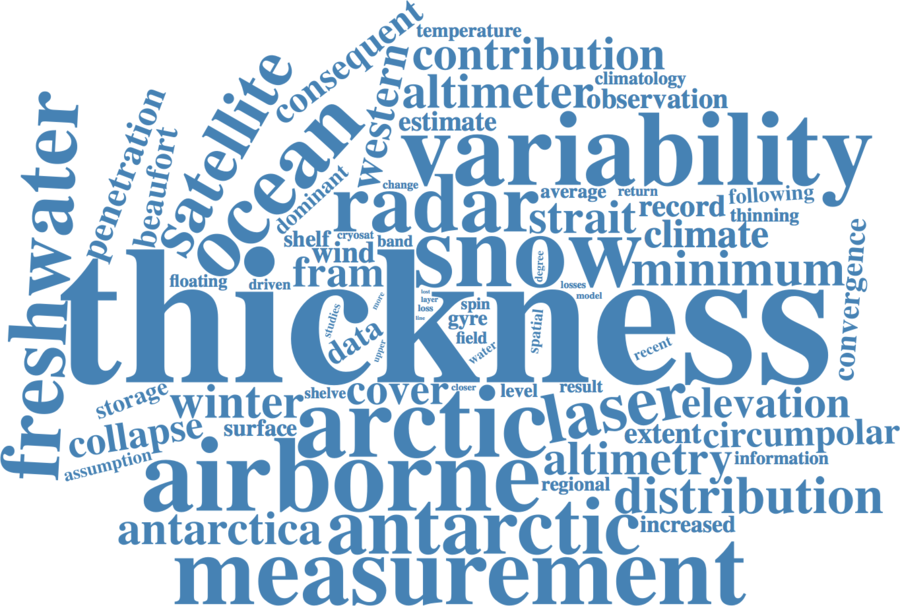 temperature
consequent
contribution
climatology
altimeter
observation
western
satellite
estimate
freshwater
penetration
beaufort
ocean
variability
dominant
change
radar
average
return
following
strait
record
thinning
shelf
cryosat
band
climate
wind
snow
degree
convergence
floating
driven
fram
losses
minimum
model
thickness
more
layer
loss
spin
studies
data
gyre
field
upper
water
spatial
recent
storage
winter
shelve
cover
closer
level
result
arctic
laser
elevation
collapse
surface
extent
circumpolar
assumption
airborne
altimetry
information
regional
distribution
antarctica
antarctic
increased
measurement